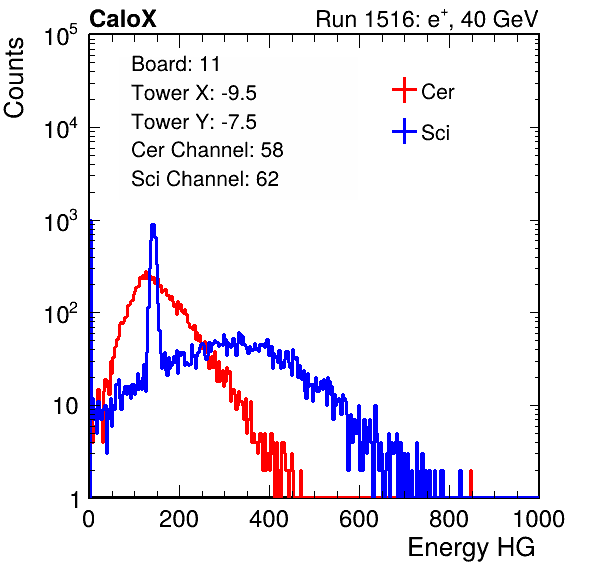 CaloX Run 1516: e⁺, 40 GeV
Counts
Board: 11
Tower X: -9.5
Tower Y: -7.5
Cer Channel: 58
Sci Channel: 62
Cer
Sci
10⁵
10⁴
10³
10²
10
1
0 200 400 600 800 1000
Energy HG